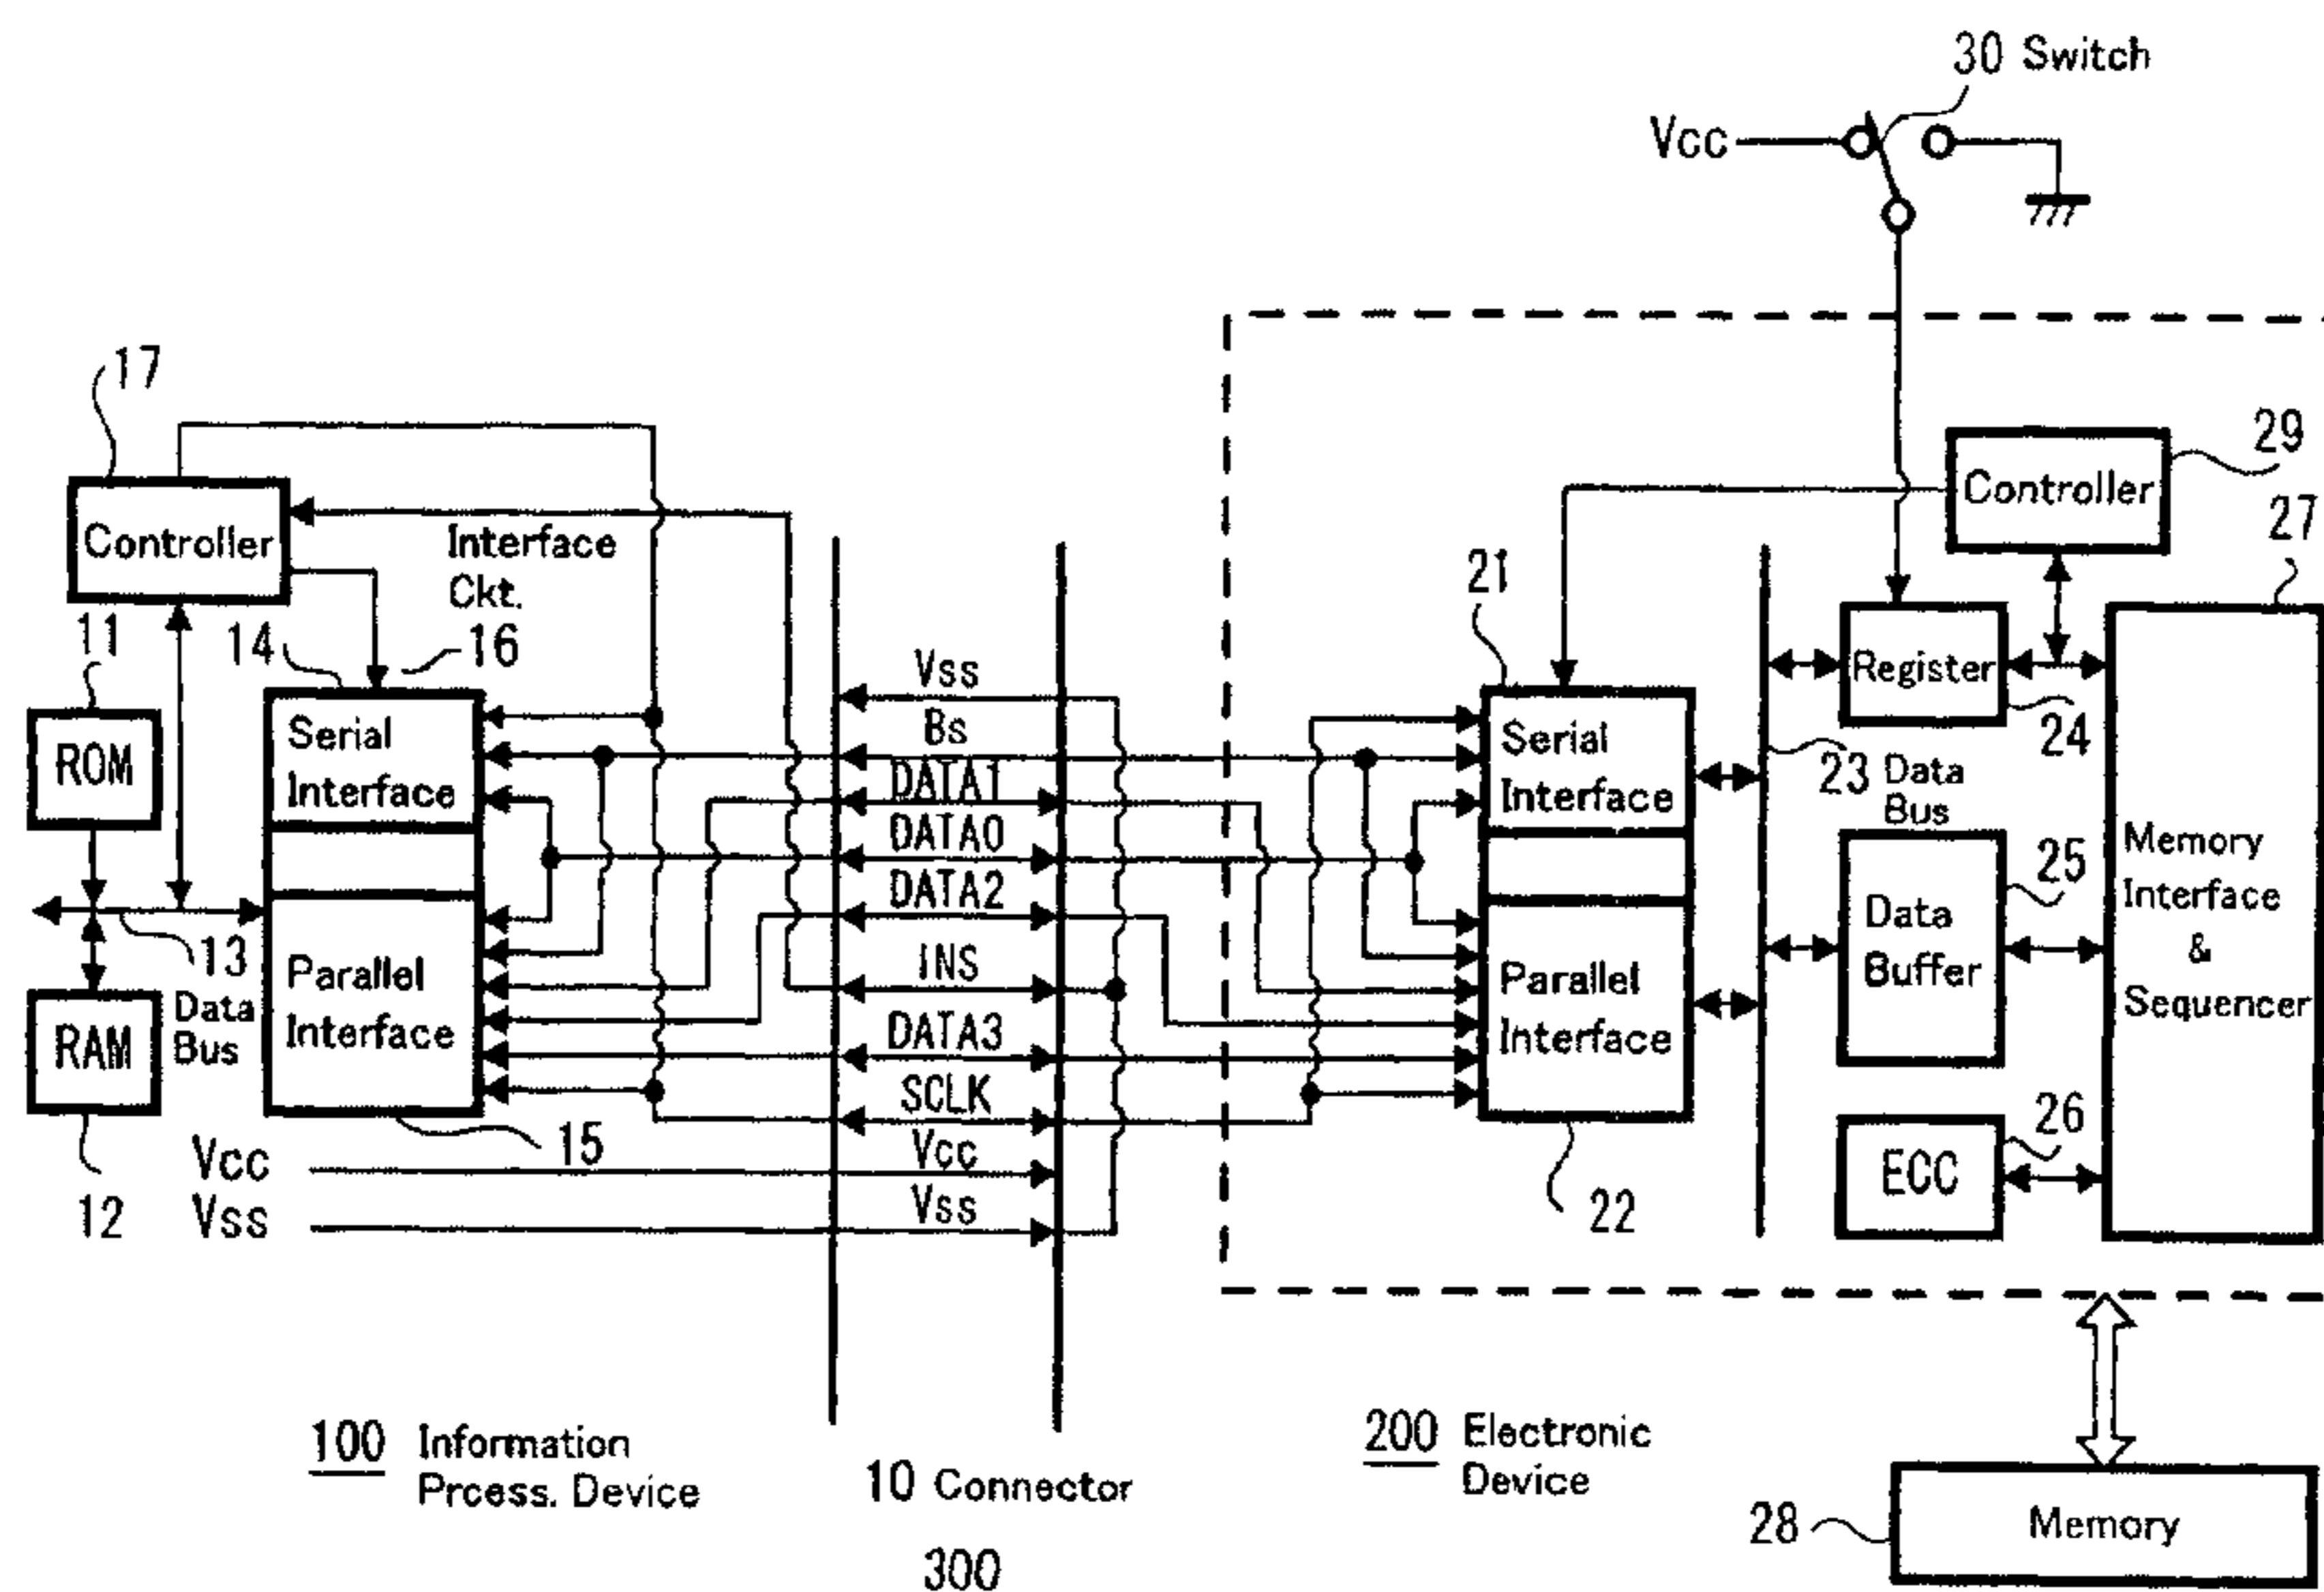 30 Switch
Vcc
17
Controller
Interface
Ckt.
16
11
14
ROM
Serial
Interface
13
Data
Bus
RAM
12
Parallel
Interface
15
Vcc
Vss
Vss
Bs
DATA1
DATA0
DATA2
INS
DATA3
SCLK
Vcc
Vss
29
Controller
27
21
Serial
Interface
Register
24
23 Data
Bus
25
Data
Buffer
Memory
Interface
&
Sequencer
Parallel
Interface
22
26
ECC
100 Information
Prcess. Device
10 Connector
300
200 Electronic
Device
28
Memory